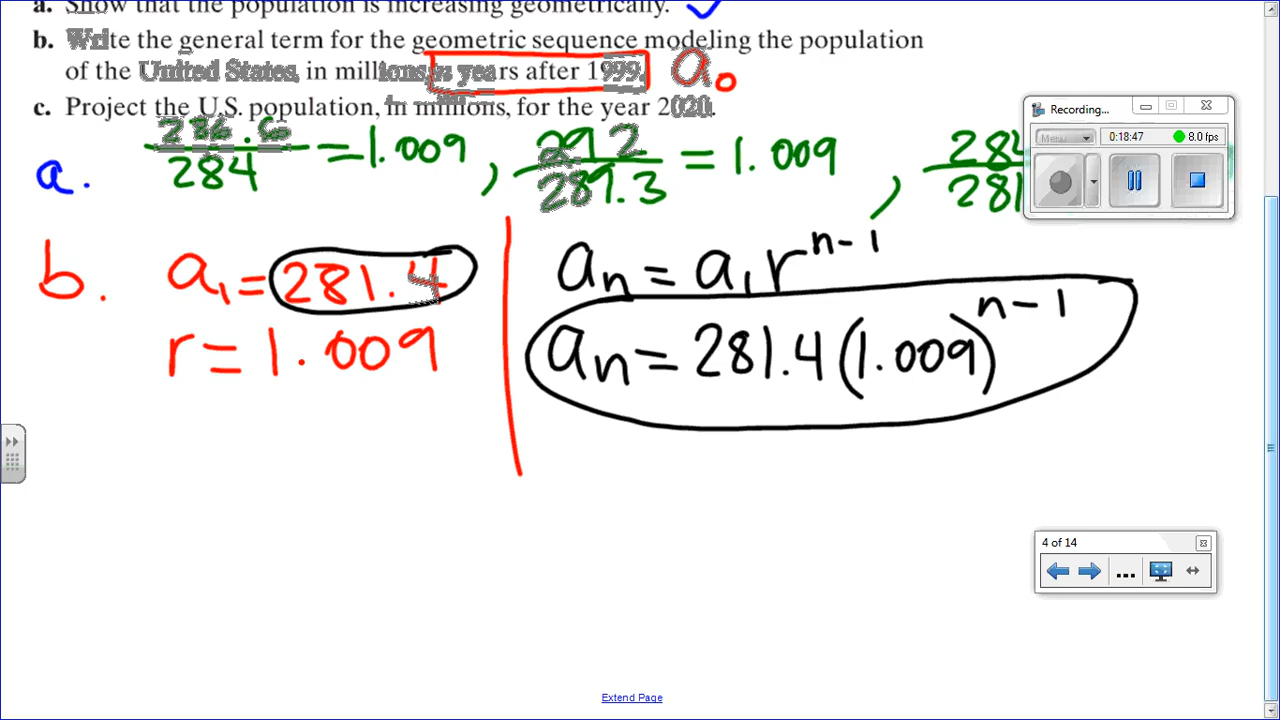 a. Show that the population is increasing geometrically.
b. Write the general term for the geometric sequence modeling the population
of the United States, in millions, n years after 1999. a₀
c. Project the U.S. population, in millions, for the year 2020.
a. 286.6/284 = 1.009, 292/289.3 = 1.009, 284
281
b. a₁ = 281.4
r = 1.009
aₙ = a₁rⁿ⁻¹
aₙ = 281.4(1.009)ⁿ⁻¹
Recording...
Menu
0:18:47
8.0 fps
4 of 14
...
Extend Page